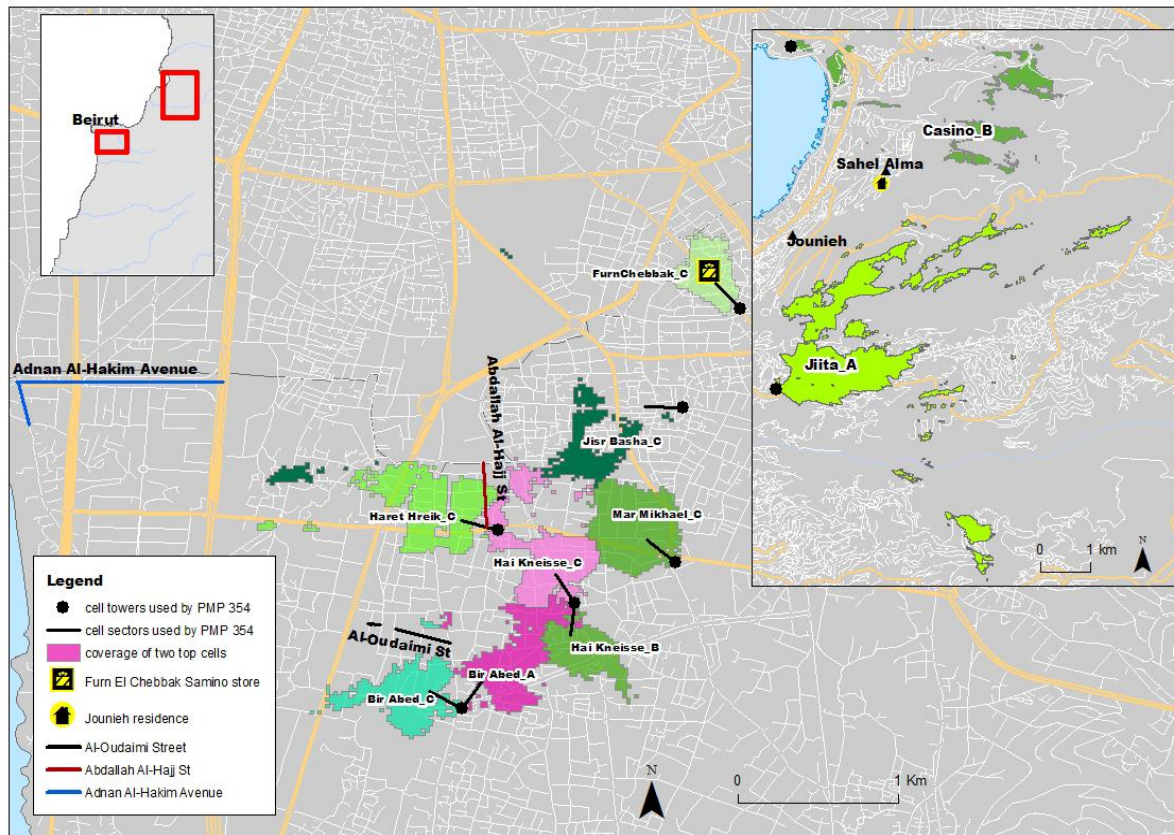 Beirut
Casino_B
Sahel Alma
Jounieh
Jiita_A
0 1 km
N
FurnChebbak_C
Adnan Al-Hakim Avenue
Abdallah Al-Hajj St
Jisr Basha_C
Haret Hreik_C
Mar Mikhael_C
Hai Kneisse_C
Al-Oudaimi St
Hai Kneisse_B
Bir Abed_A
Bir Abed_C
Legend
cell towers used by PMP 354
cell sectors used by PMP 354
coverage of two top cells
Furn El Chebbak Samino store
Jounieh residence
Al-Oudaimi Street
Abdallah Al-Hajj St
Adnan Al-Hakim Avenue
N
0 1 Km